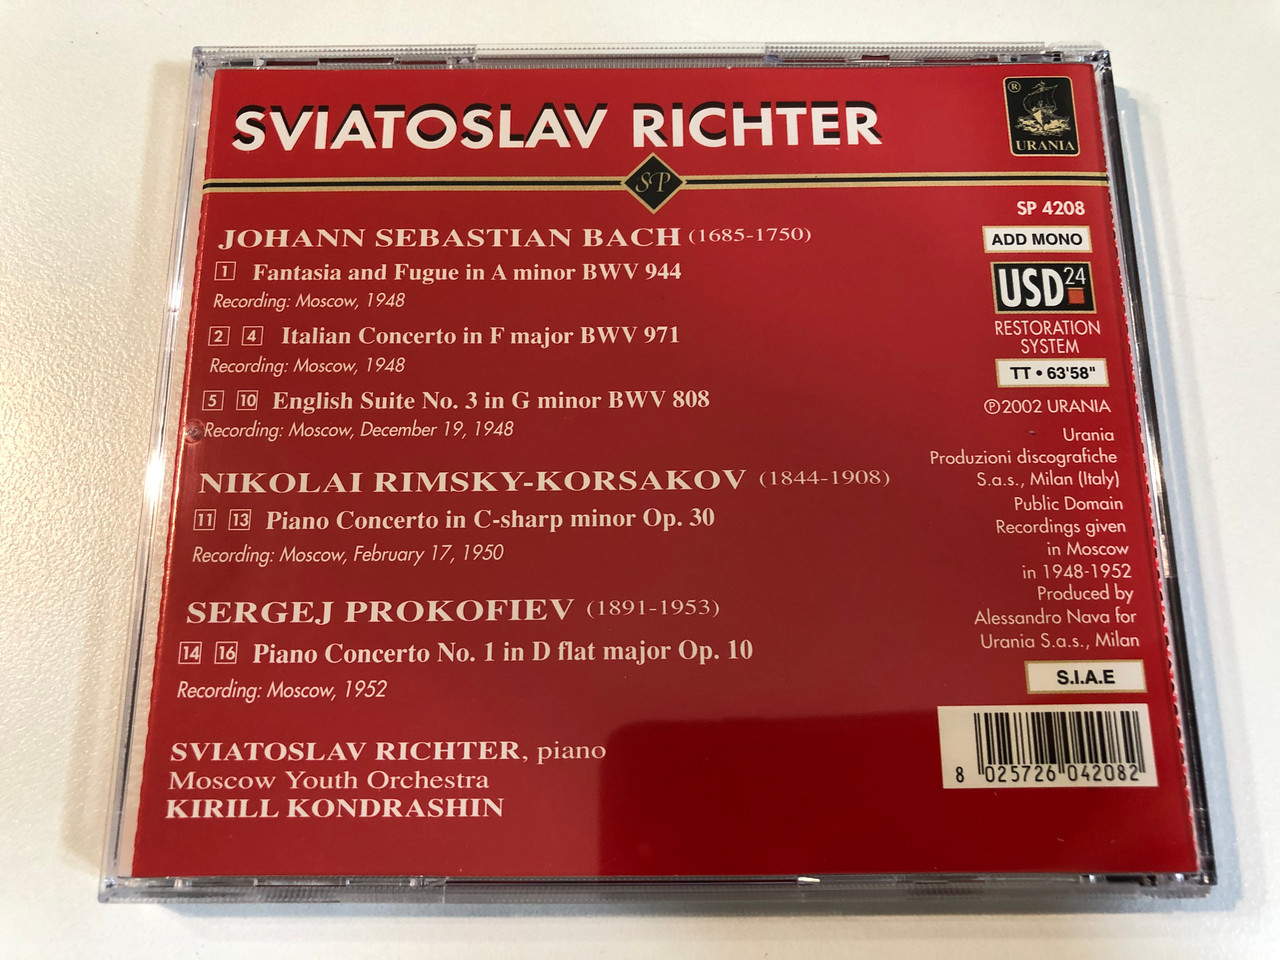 SVIATOSLAV RICHTER
® URANIA
SP
SP 4208
ADD MONO
USD 24
RESTORATION
SYSTEM
TT • 63'58"
℗2002 URANIA
Urania
Produzioni discografiche
S.a.s., Milan (Italy)
Public Domain
Recordings given
in Moscow
in 1948-1952
Produced by
Alessandro Nava for
Urania S.a.s., Milan
S.I.A.E
8 025726 042082
JOHANN SEBASTIAN BACH (1685-1750)
1 Fantasia and Fugue in A minor BWV 944
Recording: Moscow, 1948
2 4 Italian Concerto in F major BWV 971
Recording: Moscow, 1948
5 10 English Suite No. 3 in G minor BWV 808
Recording: Moscow, December 19, 1948
NIKOLAI RIMSKY-KORSAKOV (1844-1908)
11 13 Piano Concerto in C-sharp minor Op. 30
Recording: Moscow, February 17, 1950
SERGEJ PROKOFIEV (1891-1953)
14 16 Piano Concerto No. 1 in D flat major Op. 10
Recording: Moscow, 1952
SVIATOSLAV RICHTER, piano
Moscow Youth Orchestra
KIRILL KONDRASHIN